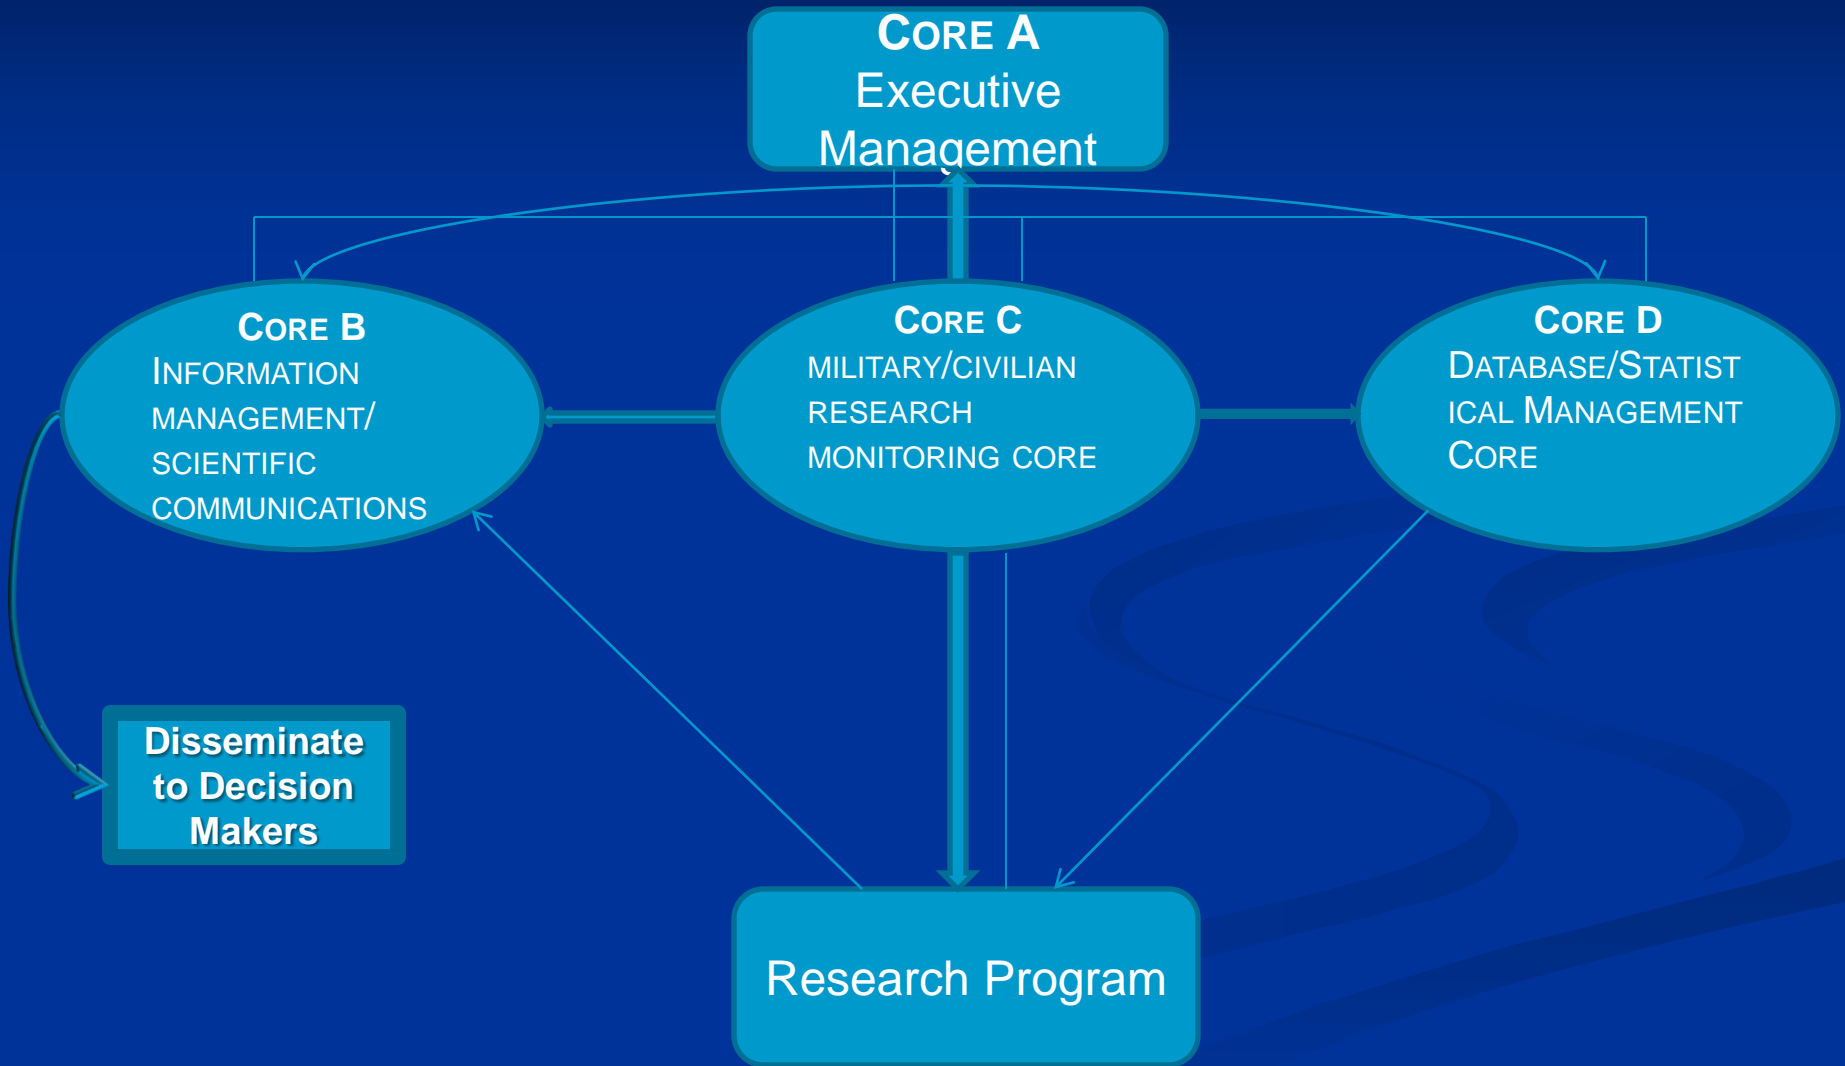 CORE A
Executive
Management
CORE B
INFORMATION
MANAGEMENT/
SCIENTIFIC
COMMUNICATIONS
CORE C
MILITARY/CIVILIAN
RESEARCH
MONITORING CORE
CORE D
DATABASE/STATIST
ICAL MANAGEMENT
CORE
Disseminate
to Decision
Makers
Research Program